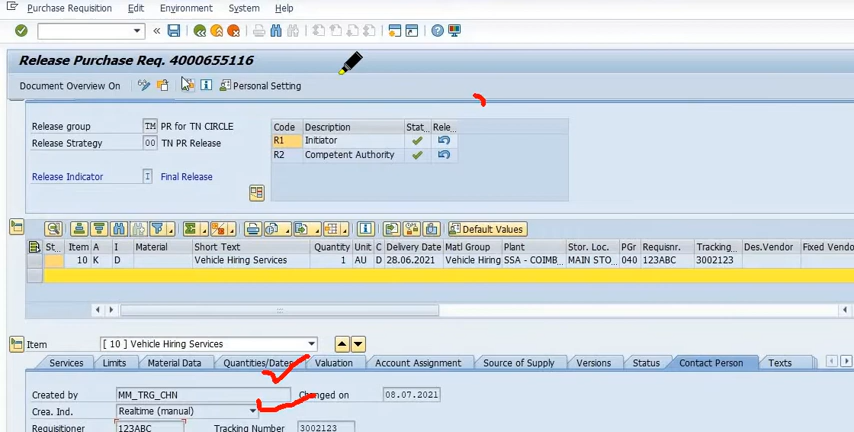 Purchase Requisition Edit Environment System Help
Release Purchase Req. 4000655116
Document Overview On Personal Setting
Release group TM PR for TN CIRCLE
Release Strategy 00 TN PR Release
Release Indicator I Final Release
Code Description Stat... Rele...
R1 Initiator
R2 Competent Authority
Default Values
St... Item A I Material Short Text Quantity Unit C Delivery Date Matl Group Plant Stor. Loc. PGr Requisnr. Tracking Des.Vendor Fixed Vendo
10 K D Vehicle Hiring Services 1 AU D 28.06.2021 Vehicle Hiring SSA - COIMB... MAIN STO... 040 123ABC 3002123
Item [ 10 ] Vehicle Hiring Services
Services Limits Material Data Quantities/Dates Valuation Account Assignment Source of Supply Versions Status Contact Person Texts
Created by MM_TRG_CHN Changed on 08.07.2021
Crea. Ind. Realtime (manual)
Requisitioner 123ABC Tracking Number 3002123